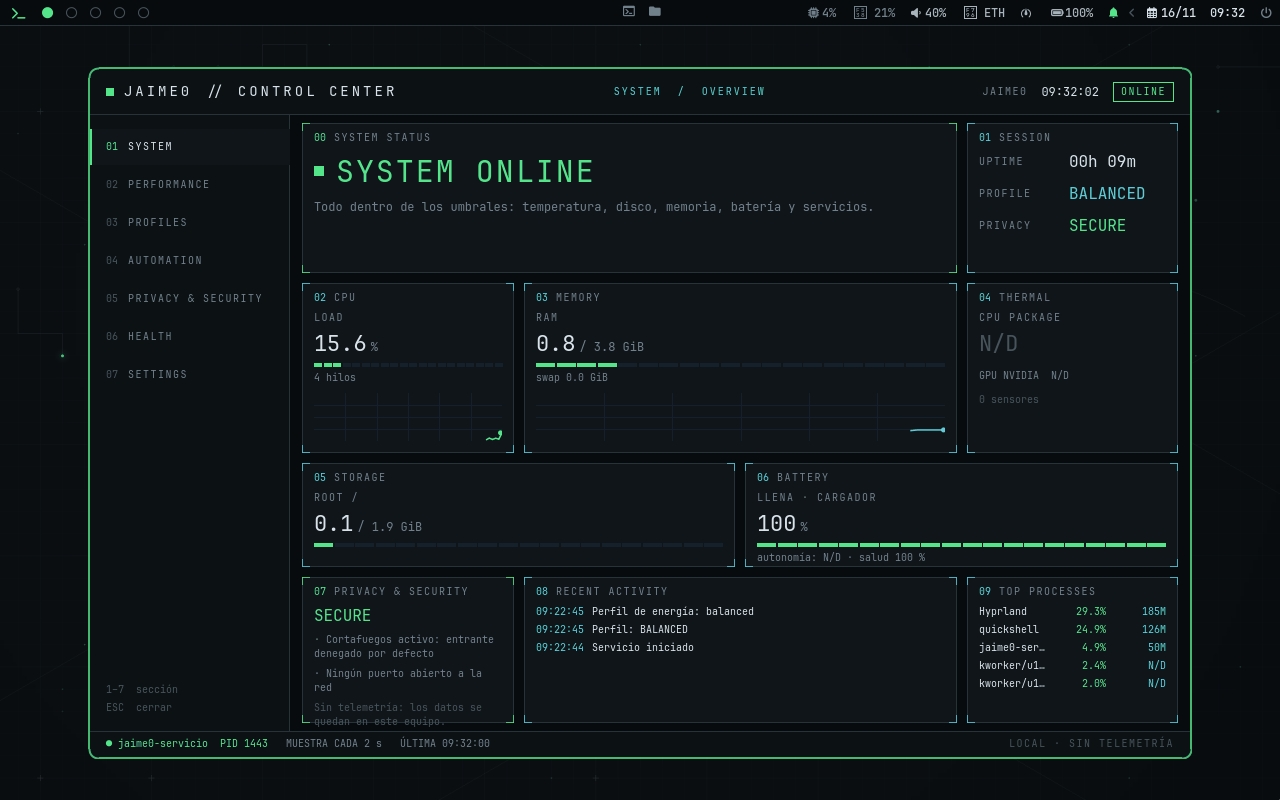 4% 21% 40% ETH 100% 16/11 09:32
JAIME0 // CONTROL CENTER
SYSTEM / OVERVIEW
JAIME0 09:32:02 ONLINE
01 SYSTEM
02 PERFORMANCE
03 PROFILES
04 AUTOMATION
05 PRIVACY & SECURITY
06 HEALTH
07 SETTINGS
1–7 sección
ESC cerrar
00 SYSTEM STATUS
SYSTEM ONLINE
Todo dentro de los umbrales: temperatura, disco, memoria, batería y servicios.
01 SESSION
UPTIME 00h 09m
PROFILE BALANCED
PRIVACY SECURE
02 CPU
LOAD
15.6 %
4 hilos
03 MEMORY
RAM
0.8 / 3.8 GiB
swap 0.0 GiB
04 THERMAL
CPU PACKAGE
N/D
GPU NVIDIA N/D
0 sensores
05 STORAGE
ROOT /
0.1 / 1.9 GiB
06 BATTERY
LLENA · CARGADOR
100 %
autonomía: N/D · salud 100 %
07 PRIVACY & SECURITY
SECURE
· Cortafuegos activo: entrante
denegado por defecto
· Ningún puerto abierto a la
red
Sin telemetría: los datos se
quedan en este equipo.
08 RECENT ACTIVITY
09:22:45 Perfil de energía: balanced
09:22:45 Perfil: BALANCED
09:22:44 Servicio iniciado
09 TOP PROCESSES
Hyprland 29.3% 185M
quickshell 24.9% 126M
jaime0-ser… 4.9% 50M
kworker/u1… 2.4% N/D
kworker/u1… 2.0% N/D
jaime0-servicio PID 1443 MUESTRA CADA 2 s ÚLTIMA 09:32:00
LOCAL · SIN TELEMETRÍA